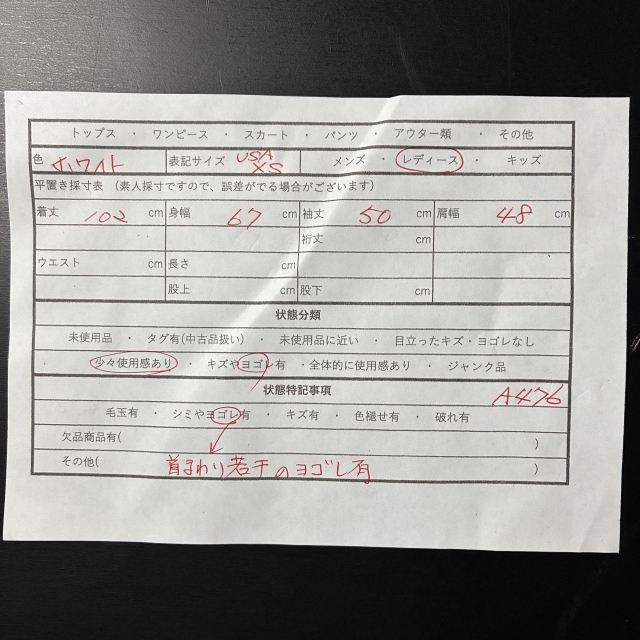 トップス ・ ワンピース ・ スカート ・ パンツ ・ アウター類 ・ その他
色 ホワイト 表記サイズ USA XS メンズ ・ レディース ・ キッズ
平置き採寸表 （素人採寸ですので、誤差がでる場合がございます）
着丈 102 cm 身幅 67 cm 袖丈 50 cm 肩幅 48 cm
裄丈 cm
ウエスト cm 長さ cm cm
股上 cm 股下 cm
状態分類
未使用品 ・ タグ有(中古品扱い) ・ 未使用品に近い ・ 目立ったキズ・ヨゴレなし
・ 少々使用感あり ・ キズやヨゴレ有 ・全体的に使用感あり ・ ジャンク品
状態特記事項 A476
毛玉有 ・ シミやヨゴレ有 ・ キズ有 ・ 色褪せ有 ・ 破れ有
欠品商品有( )
その他( 首まわり若干のヨゴレ有 )